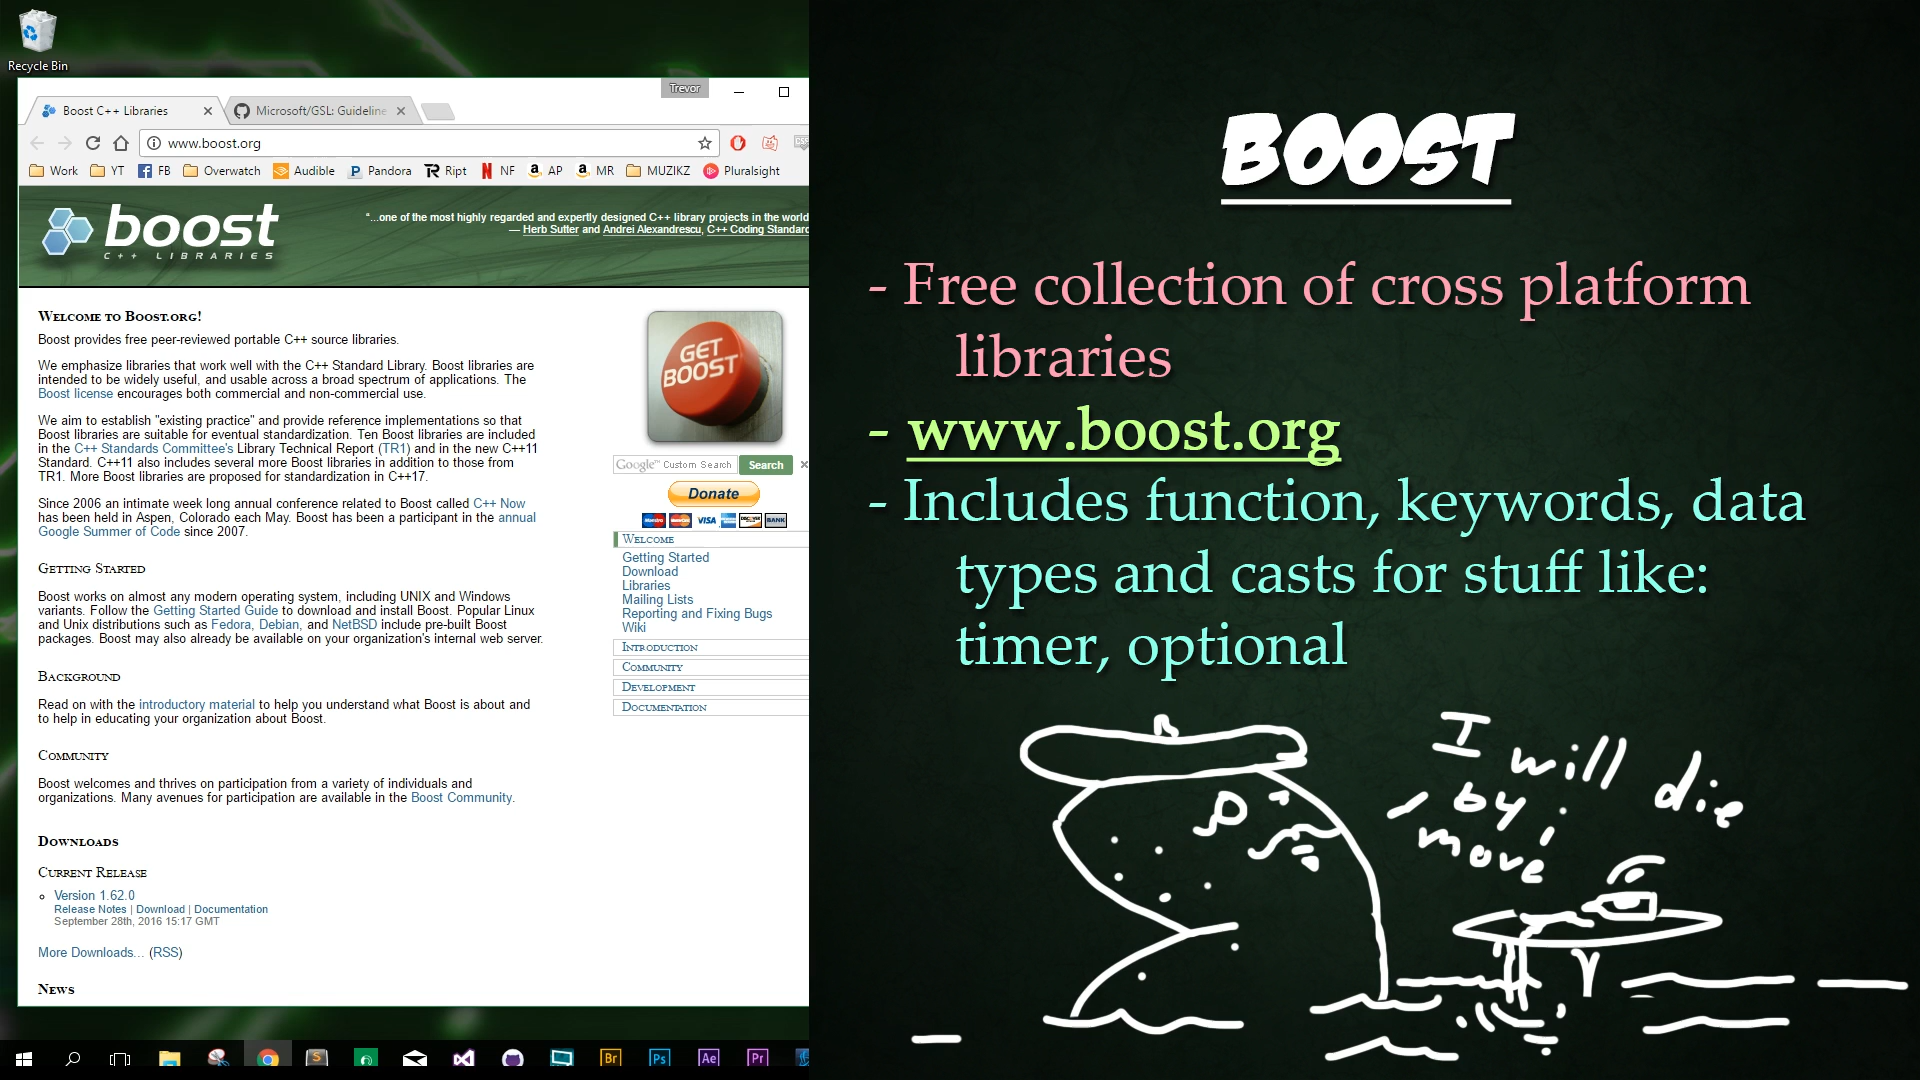 Recycle Bin
Trevor
Boost C++ Libraries
Microsoft/GSL: Guideline
www.boost.org
Work YT FB Overwatch Audible Pandora Ript NF AP MR MUZIKZ Pluralsight
boost
C++ LIBRARIES
“...one of the most highly regarded and expertly designed C++ library projects in the world
— Herb Sutter and Andrei Alexandrescu, C++ Coding Standard
WELCOME TO BOOST.ORG!
Boost provides free peer-reviewed portable C++ source libraries.
We emphasize libraries that work well with the C++ Standard Library. Boost libraries are
intended to be widely useful, and usable across a broad spectrum of applications. The
Boost license encourages both commercial and non-commercial use.
We aim to establish "existing practice" and provide reference implementations so that
Boost libraries are suitable for eventual standardization. Ten Boost libraries are included
in the C++ Standards Committee's Library Technical Report (TR1) and in the new C++11
Standard. C++11 also includes several more Boost libraries in addition to those from
TR1. More Boost libraries are proposed for standardization in C++17.
Since 2006 an intimate week long annual conference related to Boost called C++ Now
has been held in Aspen, Colorado each May. Boost has been a participant in the annual
Google Summer of Code since 2007.
GETTING STARTED
Boost works on almost any modern operating system, including UNIX and Windows
variants. Follow the Getting Started Guide to download and install Boost. Popular Linux
and Unix distributions such as Fedora, Debian, and NetBSD include pre-built Boost
packages. Boost may also already be available on your organization's internal web server.
BACKGROUND
Read on with the introductory material to help you understand what Boost is about and
to help in educating your organization about Boost.
COMMUNITY
Boost welcomes and thrives on participation from a variety of individuals and
organizations. Many avenues for participation are available in the Boost Community.
DOWNLOADS
CURRENT RELEASE
Version 1.62.0
Release Notes | Download | Documentation
September 28th, 2016 15:17 GMT
More Downloads... (RSS)
NEWS
GET
BOOST
Google™ Custom Search Search
Donate
Maestro MasterCard VISA DISCOVER BANK
WELCOME
Getting Started
Download
Libraries
Mailing Lists
Reporting and Fixing Bugs
Wiki
INTRODUCTION
COMMUNITY
DEVELOPMENT
DOCUMENTATION
Br Ps Ae Pr
BOOST
- Free collection of cross platform
libraries
- www.boost.org
- Includes function, keywords, data
types and casts for stuff like:
timer, optional
I will die
by
move